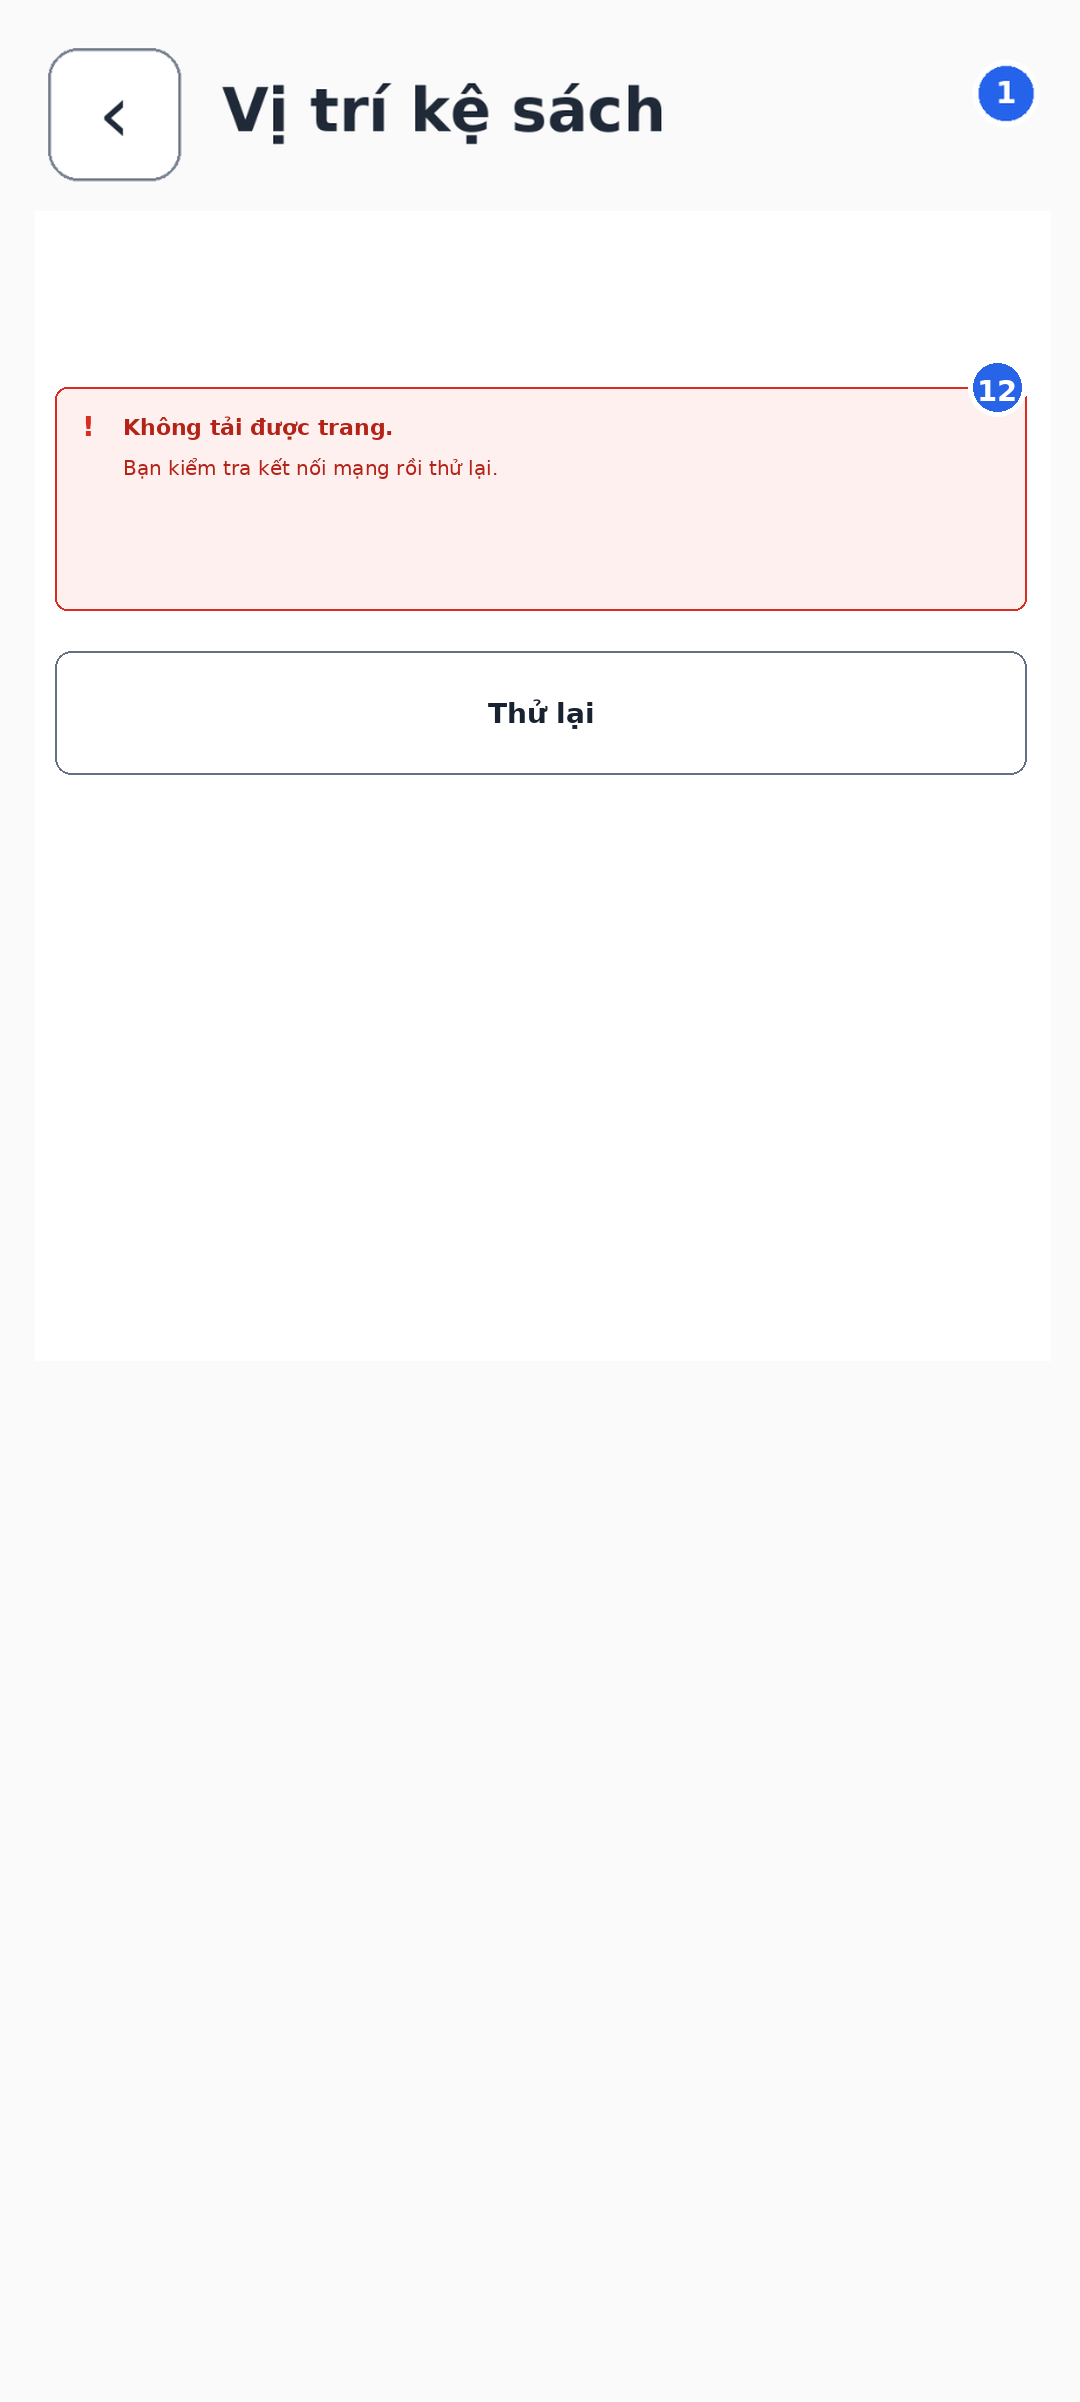 ‹
Vị trí kệ sách
1
12
! Không tải được trang.
Bạn kiểm tra kết nối mạng rồi thử lại.
Thử lại